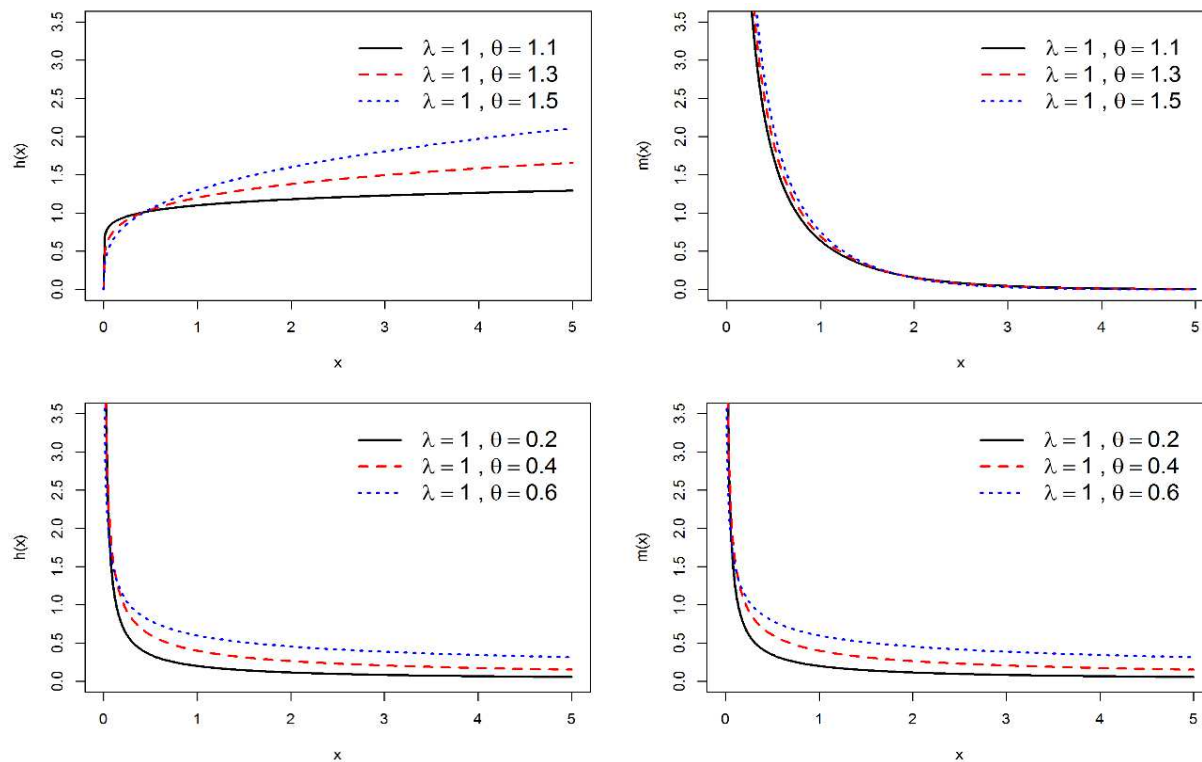 3.5
3.0
2.5
2.0
1.5
1.0
0.5
0.0
h(x)
λ = 1 , θ = 1.1
λ = 1 , θ = 1.3
λ = 1 , θ = 1.5
0 1 2 3 4 5
x
3.5
3.0
2.5
2.0
1.5
1.0
0.5
0.0
m(x)
λ = 1 , θ = 1.1
λ = 1 , θ = 1.3
λ = 1 , θ = 1.5
0 1 2 3 4 5
x
3.5
3.0
2.5
2.0
1.5
1.0
0.5
0.0
h(x)
λ = 1 , θ = 0.2
λ = 1 , θ = 0.4
λ = 1 , θ = 0.6
0 1 2 3 4 5
x
3.5
3.0
2.5
2.0
1.5
1.0
0.5
0.0
m(x)
λ = 1 , θ = 0.2
λ = 1 , θ = 0.4
λ = 1 , θ = 0.6
0 1 2 3 4 5
x